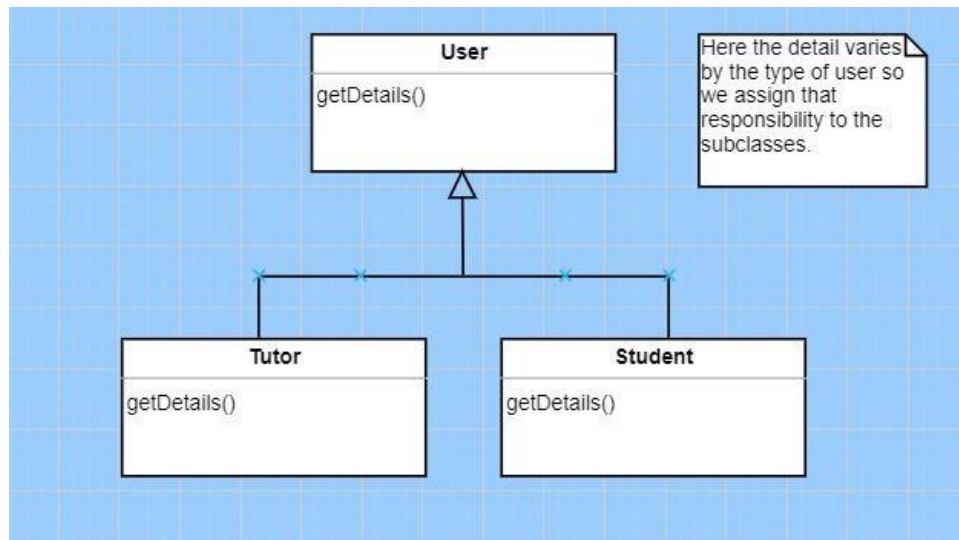 User
getDetails()
Here the detail varies
by the type of user so
we assign that
responsibility to the
subclasses.
Tutor
getDetails()
Student
getDetails()